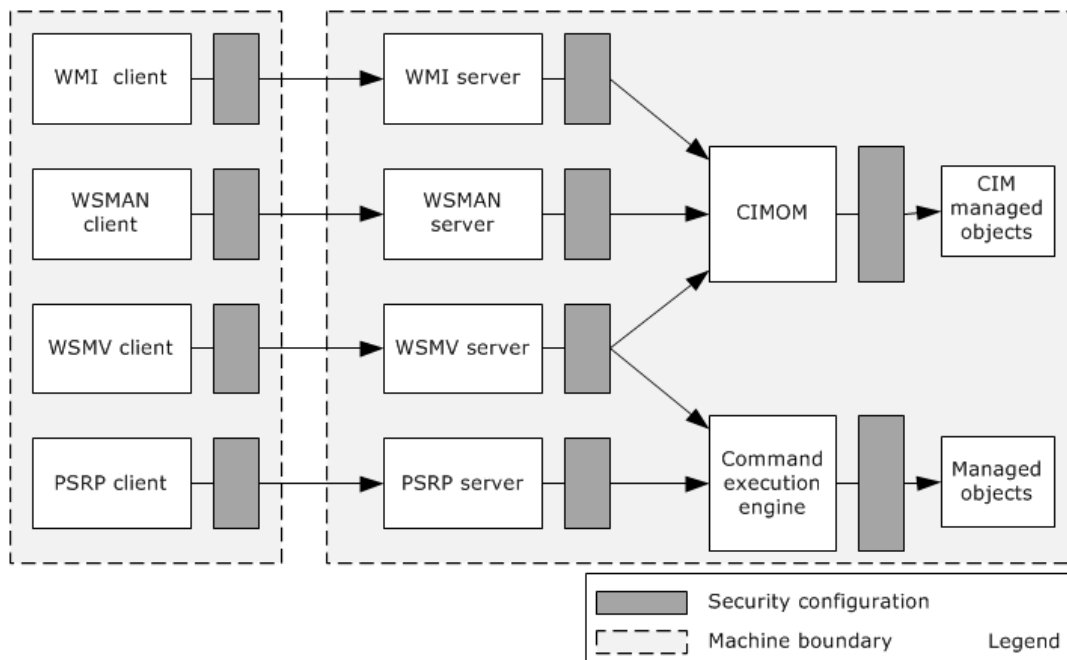 WMI client
WMI server
WSMAN
client
WSMAN
server
CIMOM
CIM
managed
objects
WSMV client
WSMV server
PSRP client
PSRP server
Command
execution
engine
Managed
objects
Security configuration
Machine boundary
Legend